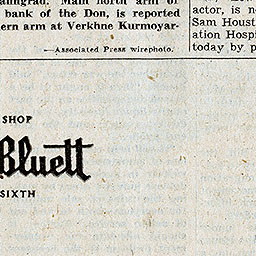 bank of the Don, is reported
ern arm at Verkhne Kurmoyar-
—Associated Press wirephoto.
actor, is
Sam Houst
ation Hospi
today by p
SHOP
Bluett
SIXTH